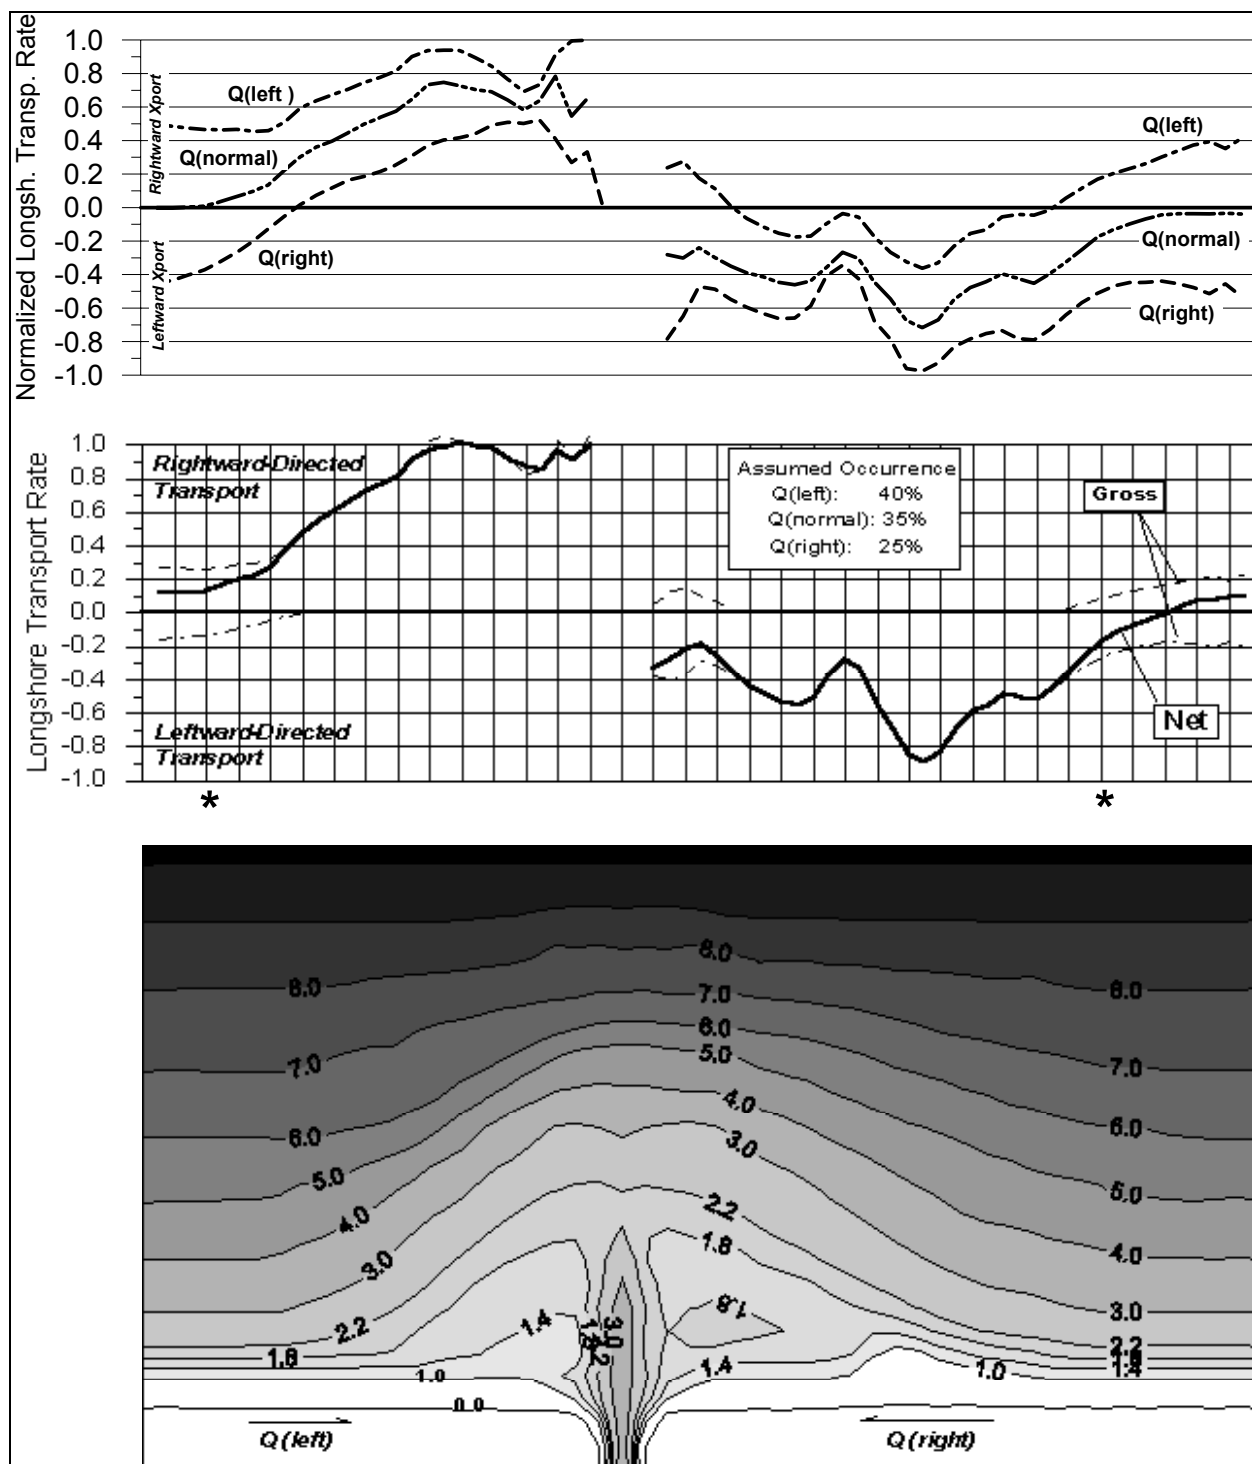 Normalized Longsh. Transp. Rate
1.0
0.8
0.6
0.4
0.2
0.0
-0.2
-0.4
-0.6
-0.8
-1.0
Rightward Xport
Leftward Xport
Q(left )
Q(normal)
Q(right)
Q(left)
Q(normal)
Q(right)
Longshore Transport Rate
1.0
0.8
0.6
0.4
0.2
0.0
-0.2
-0.4
-0.6
-0.8
-1.0
Rightward-Directed
Transport
Leftward-Directed
Transport
Assumed Occurrence
Q(left): 40%
Q(normal): 35%
Q(right): 25%
Gross
Net
* *
8.0 8.0 8.0
7.0 7.0 7.0
6.0 6.0 6.0
5.0 5.0 5.0
4.0 4.0 4.0
3.0 3.0 3.0
2.2 2.2 2.2
1.8 1.8
1.8
1.4 1.4 1.4
3.0
2.2
1.0 1.0
0.0
Q(left) Q(right)